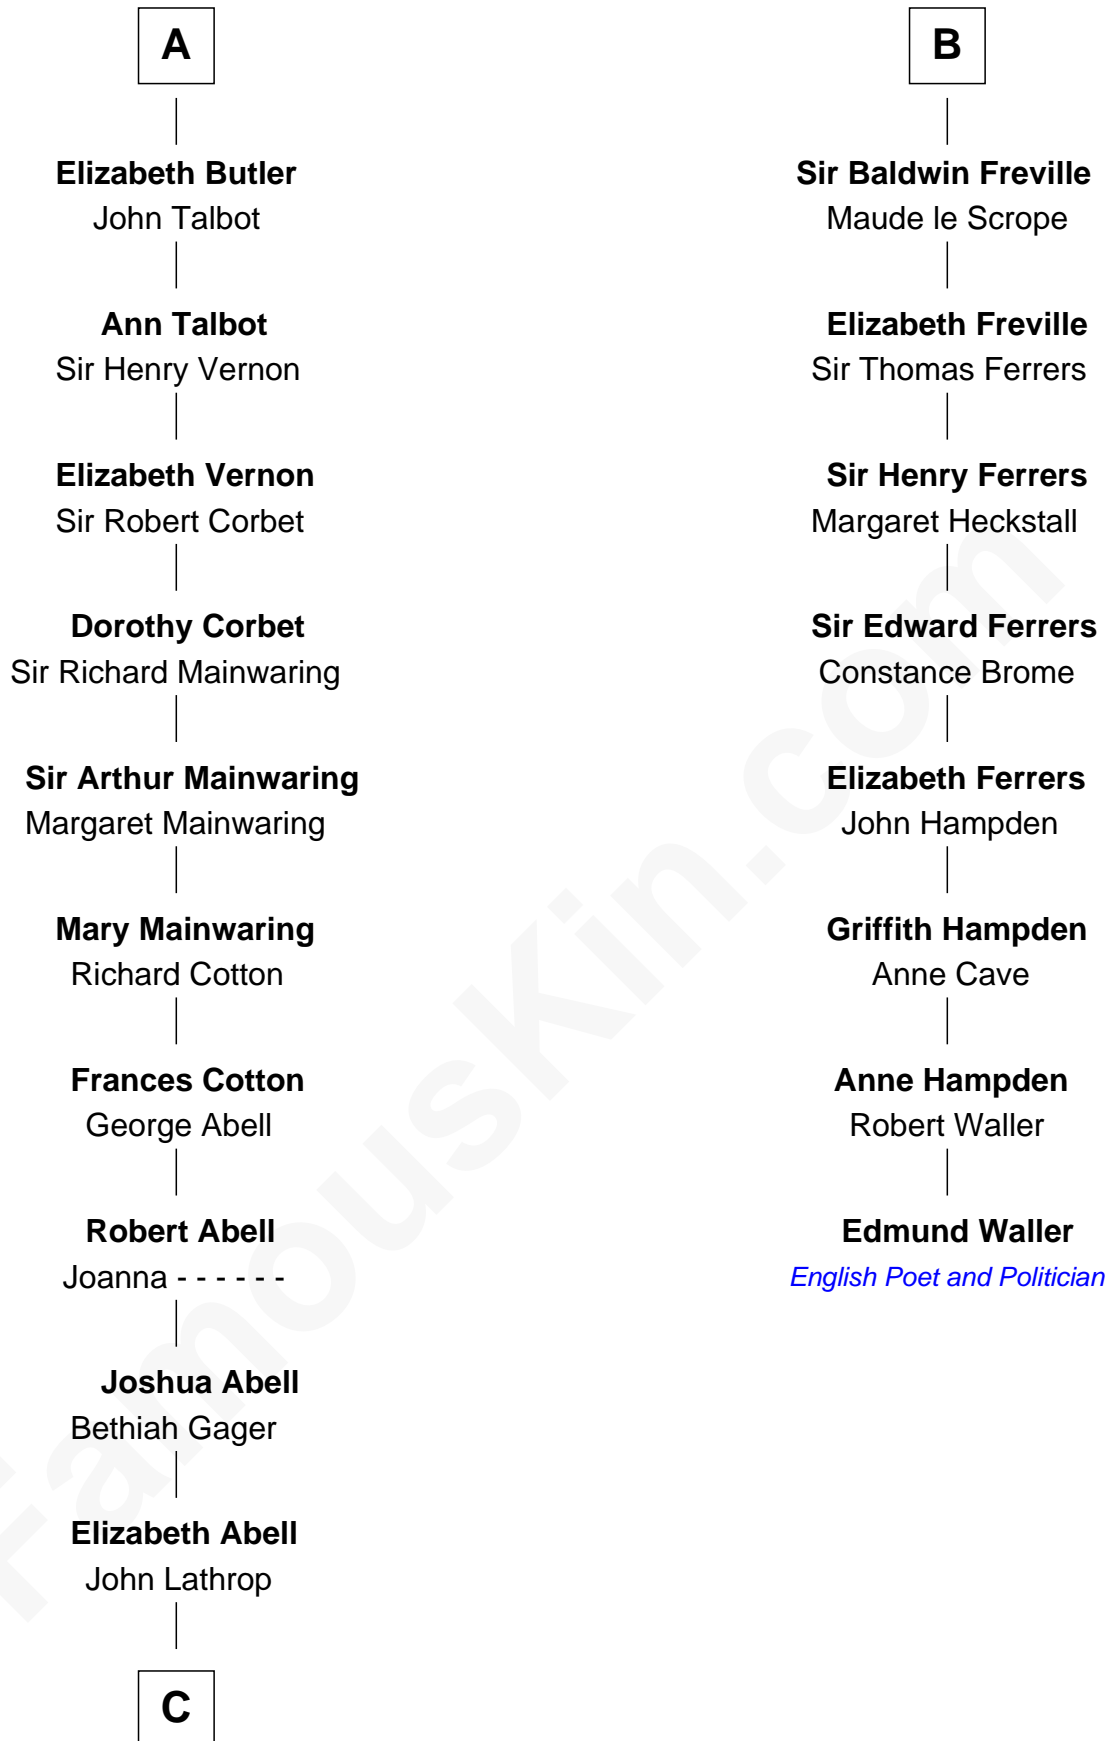 A
Elizabeth Butler
John Talbot
Ann Talbot
Sir Henry Vernon
Elizabeth Vernon
Sir Robert Corbet
Dorothy Corbet
Sir Richard Mainwaring
Sir Arthur Mainwaring
Margaret Mainwaring
Mary Mainwaring
Richard Cotton
Frances Cotton
George Abell
Robert Abell
Joanna - - - - - -
Joshua Abell
Bethiah Gager
Elizabeth Abell
John Lathrop
C
B
Sir Baldwin Freville
Maude le Scrope
Elizabeth Freville
Sir Thomas Ferrers
Sir Henry Ferrers
Margaret Heckstall
Sir Edward Ferrers
Constance Brome
Elizabeth Ferrers
John Hampden
Griffith Hampden
Anne Cave
Anne Hampden
Robert Waller
Edmund Waller
English Poet and Politician
FamousKin.com